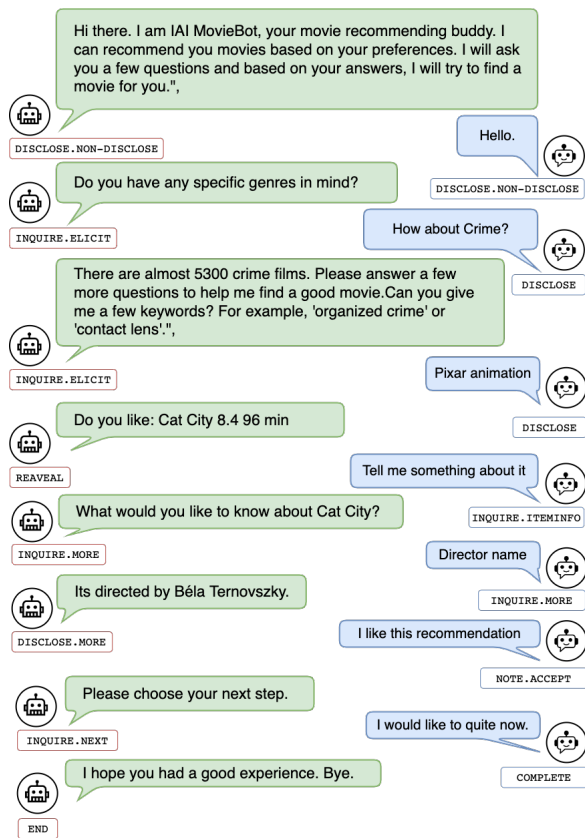 Hi there. I am IAI MovieBot, your movie recommending buddy. I
can recommend you movies based on your preferences. I will ask
you a few questions and based on your answers, I will try to find a
movie for you.",
DISCLOSE.NON-DISCLOSE
Hello.
DISCLOSE.NON-DISCLOSE
Do you have any specific genres in mind?
INQUIRE.ELICIT
How about Crime?
DISCLOSE
There are almost 5300 crime films. Please answer a few
more questions to help me find a good movie.Can you give
me a few keywords? For example, 'organized crime' or
'contact lens'.",
INQUIRE.ELICIT
Pixar animation
DISCLOSE
Do you like: Cat City 8.4 96 min
REAVEAL
Tell me something about it
INQUIRE.ITEMINFO
What would you like to know about Cat City?
INQUIRE.MORE
Director name
INQUIRE.MORE
Its directed by Béla Ternovszky.
DISCLOSE.MORE
I like this recommendation
NOTE.ACCEPT
Please choose your next step.
INQUIRE.NEXT
I would like to quite now.
COMPLETE
I hope you had a good experience. Bye.
END